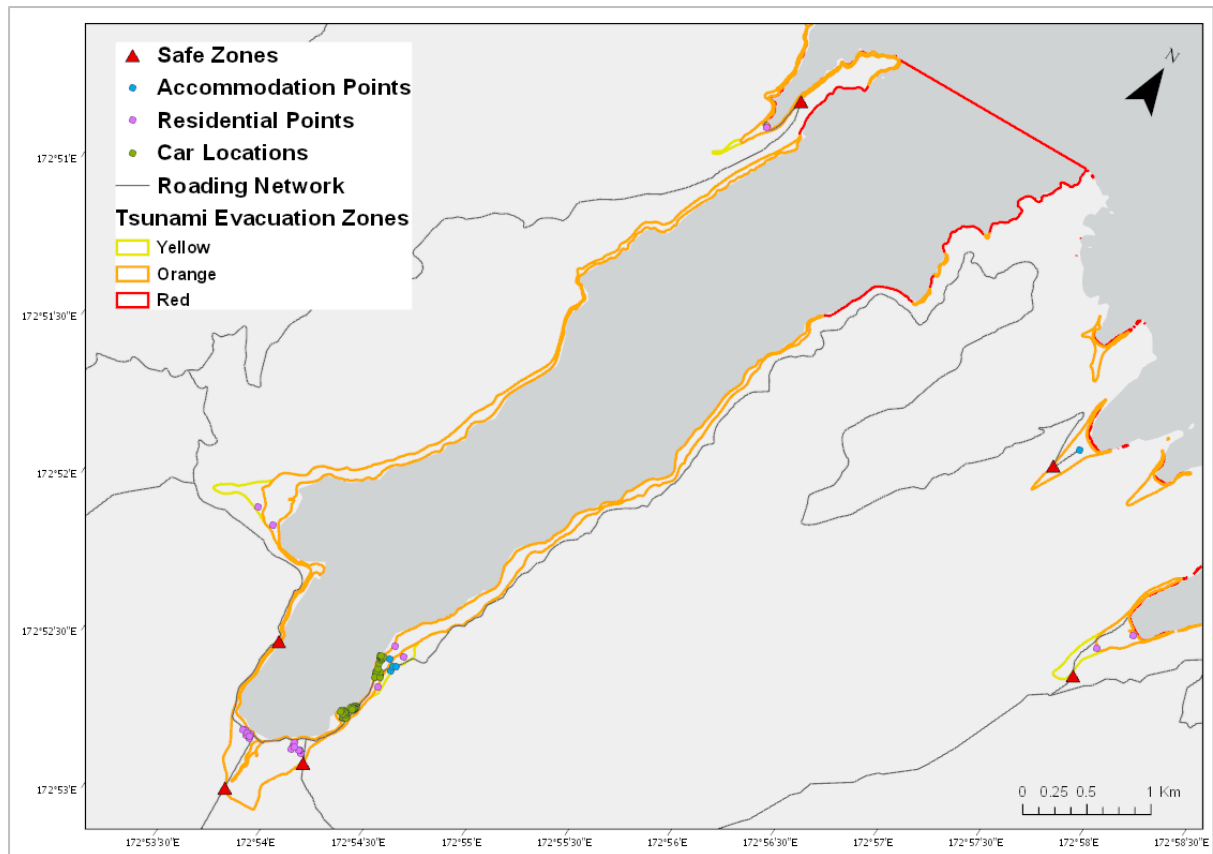 Safe Zones
Accommodation Points
Residential Points
Car Locations
Roading Network
Tsunami Evacuation Zones
Yellow
Orange
Red
N
172°51'E
172°51'30"E
172°52'E
172°52'30"E
172°53'E
0 0.25 0.5 1 Km
172°53'30"E 172°54'E 172°54'30"E 172°55'E 172°55'30"E 172°56'E 172°56'30"E 172°57'E 172°57'30"E 172°58'E 172°58'30"E